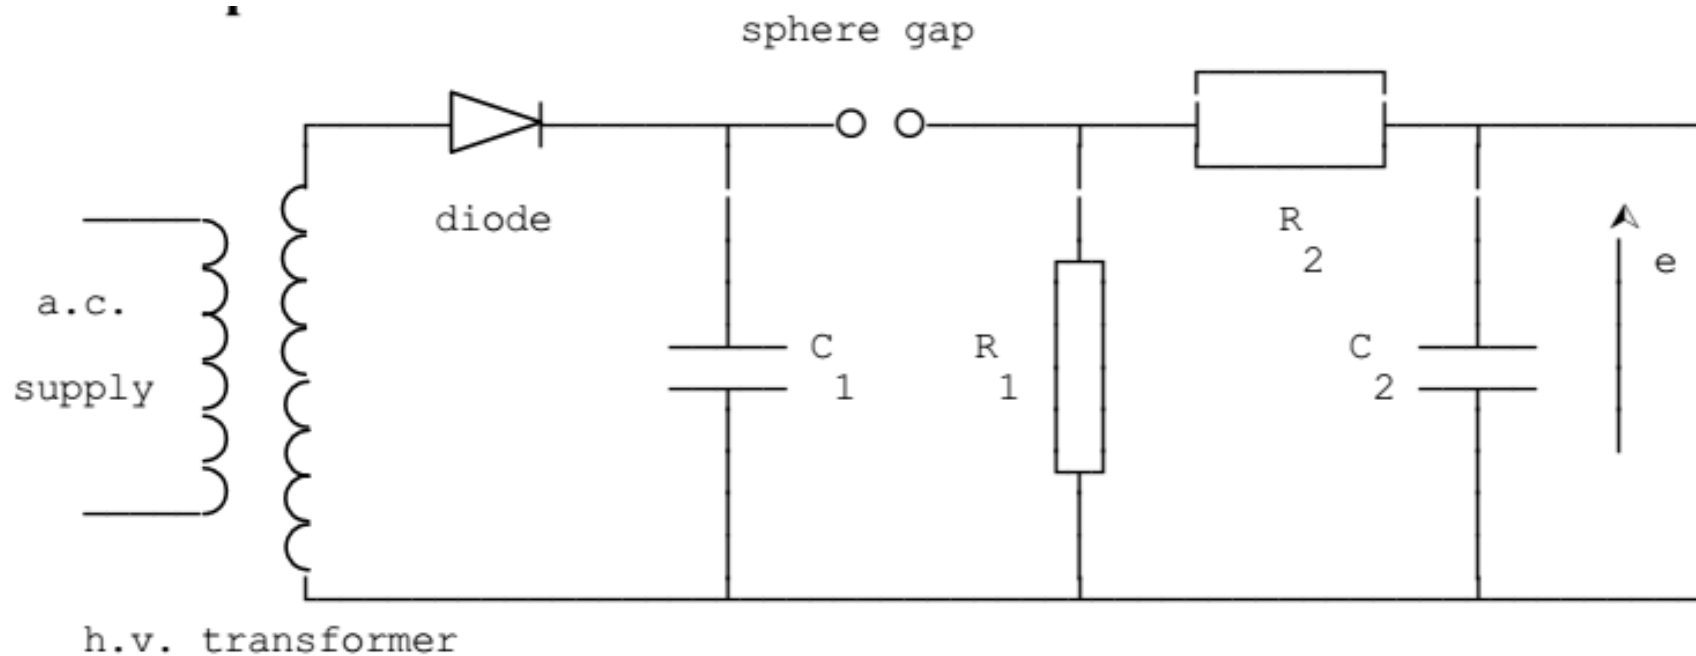 sphere gap
diode
R
2
e
a.c.
C
1
R
1
C
2
supply
h.v. transformer